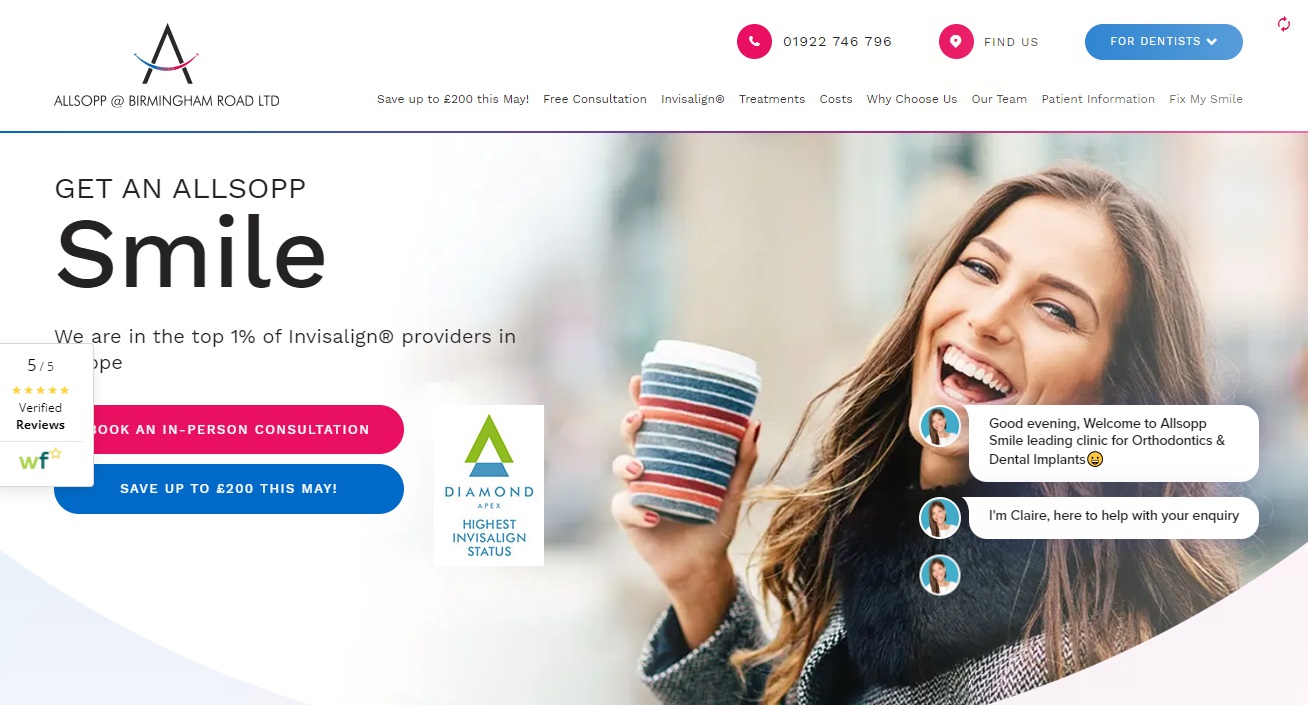 01922 746 796
FIND US
FOR DENTISTS
ALLSOPP @ BIRMINGHAM ROAD LTD
Save up to £200 this May! Free Consultation Invisalign® Treatments Costs Why Choose Us Our Team Patient Information Fix My Smile
GET AN ALLSOPP
Smile
We are in the top 1% of Invisalign® providers in
ope
5 / 5
Verified
Reviews
wf
BOOK AN IN-PERSON CONSULTATION
SAVE UP TO £200 THIS MAY!
DIAMOND
APEX
HIGHEST
INVISALIGN
STATUS
Good evening, Welcome to Allsopp
Smile leading clinic for Orthodontics &
Dental Implants😀
I'm Claire, here to help with your enquiry